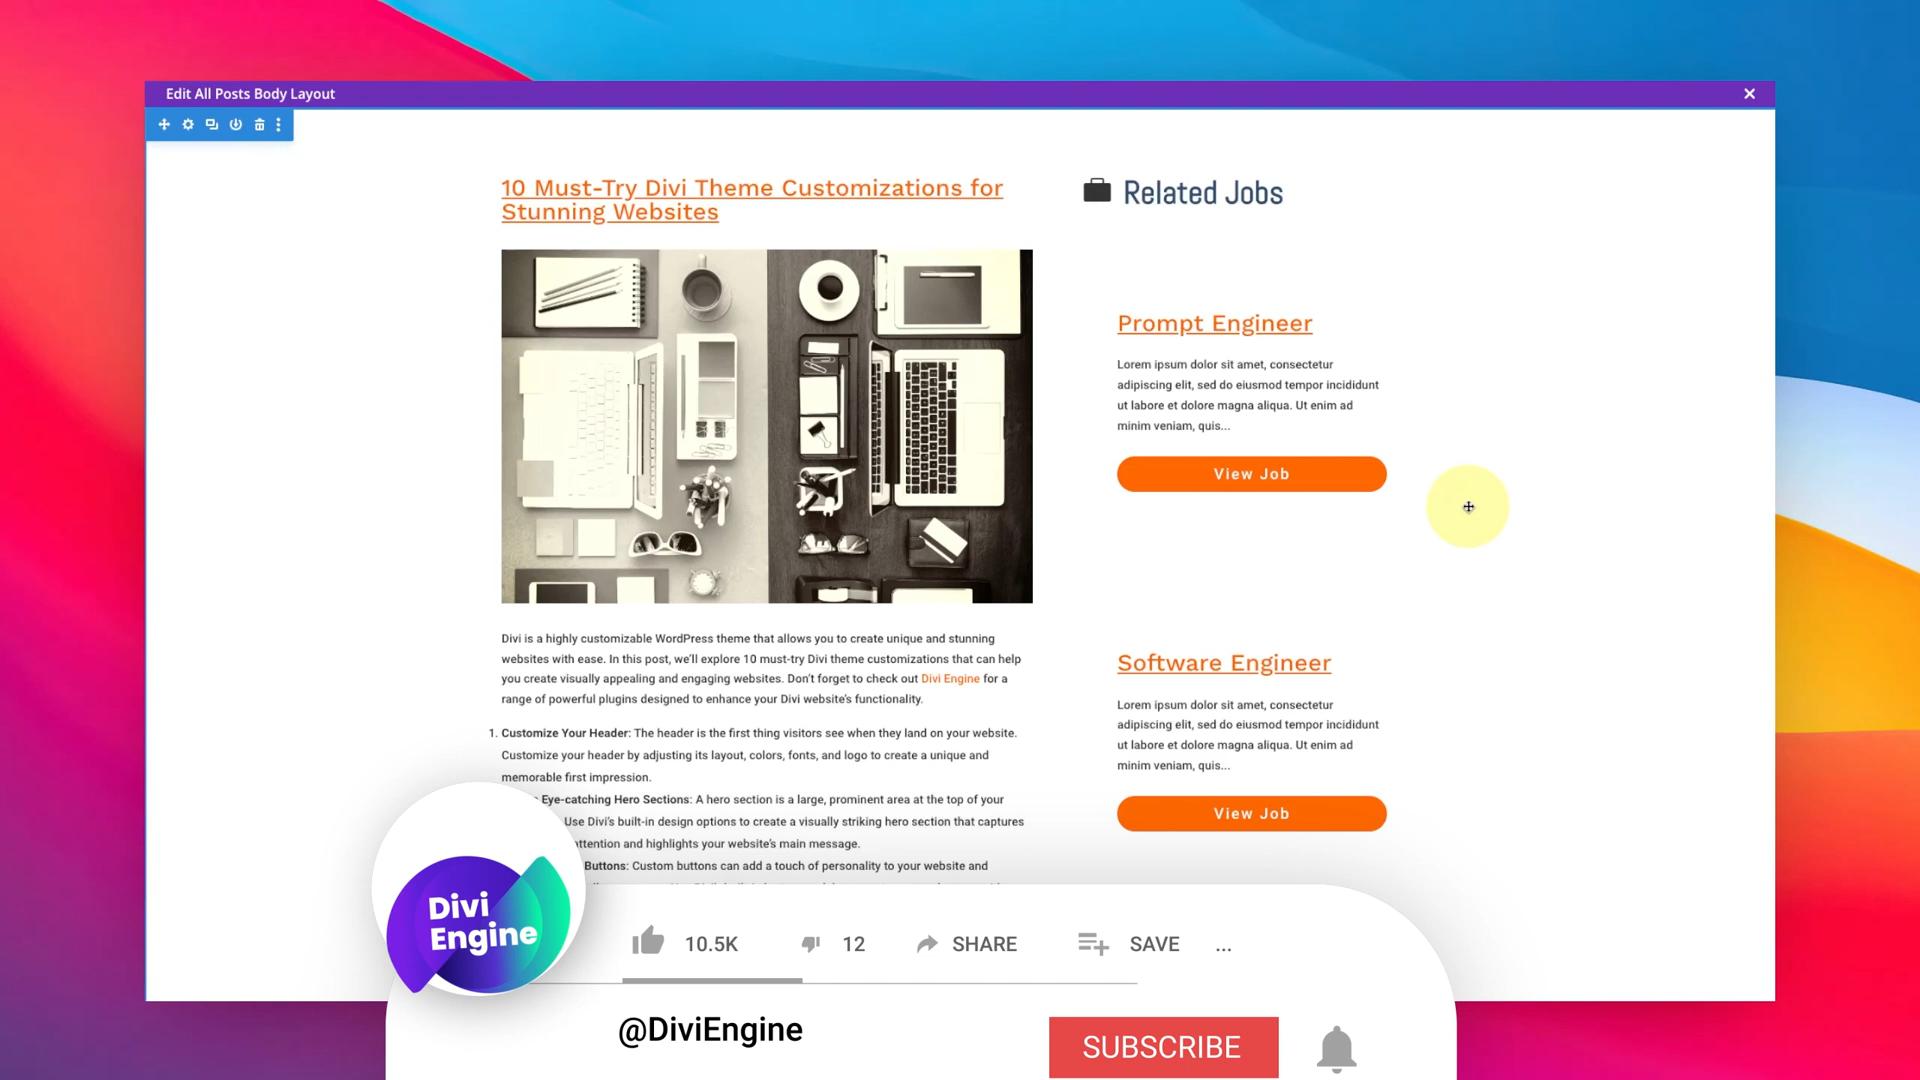 Edit All Posts Body Layout
10 Must-Try Divi Theme Customizations for
Stunning Websites
Divi is a highly customizable WordPress theme that allows you to create unique and stunning
websites with ease. In this post, we'll explore 10 must-try Divi theme customizations that can help
you create visually appealing and engaging websites. Don't forget to check out Divi Engine for a
range of powerful plugins designed to enhance your Divi website's functionality.
1. Customize Your Header: The header is the first thing visitors see when they land on your website.
Customize your header by adjusting its layout, colors, fonts, and logo to create a unique and
memorable first impression.
Eye-catching Hero Sections: A hero section is a large, prominent area at the top of your
Use Divi's built-in design options to create a visually striking hero section that captures
attention and highlights your website's main message.
Buttons: Custom buttons can add a touch of personality to your website and
Related Jobs
Prompt Engineer
Lorem ipsum dolor sit amet, consectetur
adipiscing elit, sed do eiusmod tempor incididunt
ut labore et dolore magna aliqua. Ut enim ad
minim veniam, quis...
View Job
Software Engineer
Lorem ipsum dolor sit amet, consectetur
adipiscing elit, sed do eiusmod tempor incididunt
ut labore et dolore magna aliqua. Ut enim ad
minim veniam, quis...
View Job
Divi
Engine
10.5K
12
SHARE
SAVE
...
@DiviEngine
SUBSCRIBE